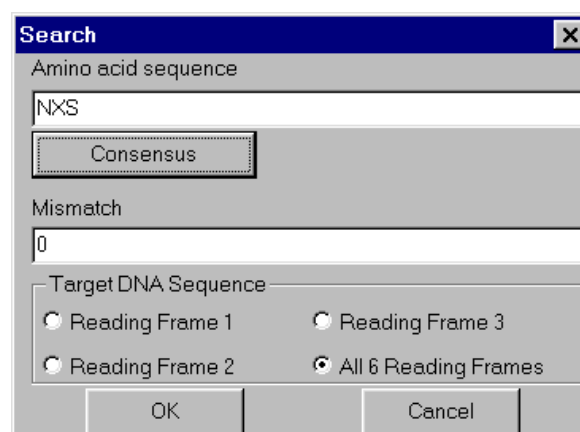 Search
Amino acid sequence
NXS
Consensus
Mismatch
0
Target DNA Sequence
Reading Frame 1 Reading Frame 3
Reading Frame 2 All 6 Reading Frames
OK Cancel